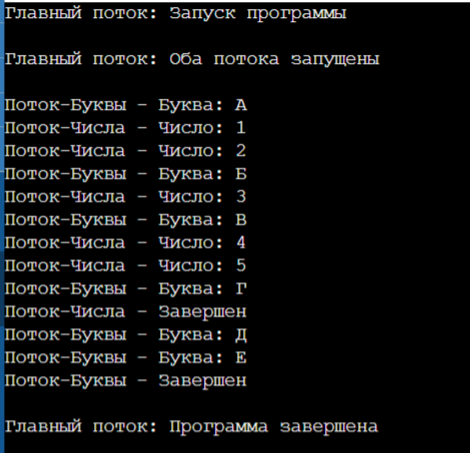 Главный поток: Запуск программы
Главный поток: Оба потока запущены
Поток-Буквы - Буква: А
Поток-Числа - Число: 1
Поток-Числа - Число: 2
Поток-Буквы - Буква: Б
Поток-Числа - Число: 3
Поток-Буквы - Буква: В
Поток-Числа - Число: 4
Поток-Числа - Число: 5
Поток-Буквы - Буква: Г
Поток-Числа - Завершен
Поток-Буквы - Буква: Д
Поток-Буквы - Буква: Е
Поток-Буквы - Завершен
Главный поток: Программа завершена